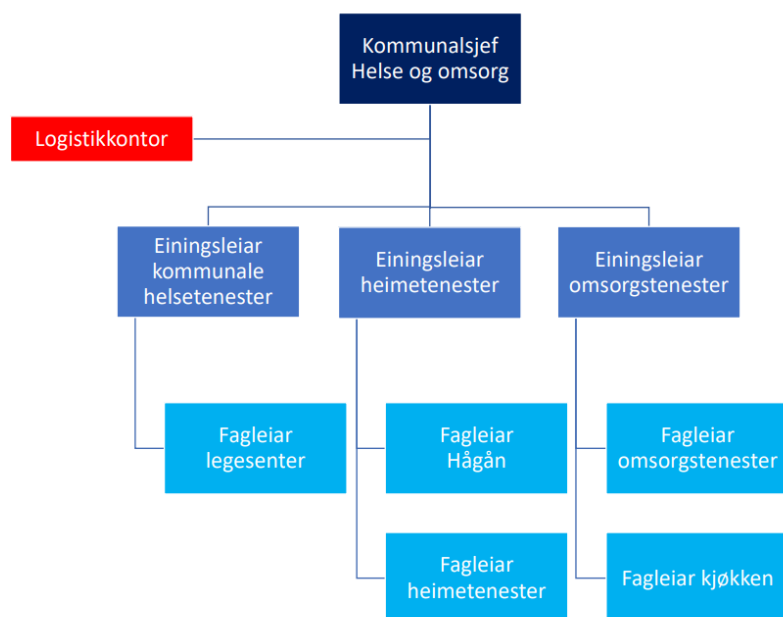 Kommunalsjef
Helse og omsorg
Logistikkontor
Einingsleiar
kommunale
helsetenester
Einingsleiar
heimetenester
Einingsleiar
omsorgstenester
Fagleiar
legesenter
Fagleiar
Hågån
Fagleiar
omsorgstenester
Fagleiar
heimetenester
Fagleiar kjøkken